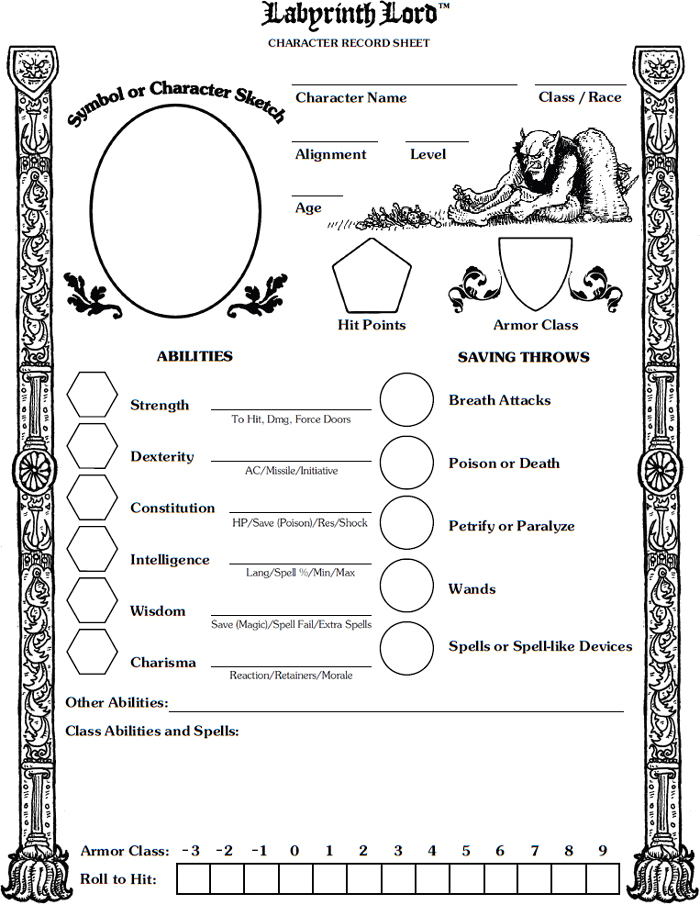 Labyrinth Lord™
CHARACTER RECORD SHEET
Symbol or Character Sketch
Character Name
Class / Race
Alignment
Level
Age
Hit Points
Armor Class
ABILITIES
SAVING THROWS
Strength
To Hit, Dmg, Force Doors
Breath Attacks
Dexterity
AC/Missile/Initiative
Poison or Death
Constitution
HP/Save (Poison)/Res/Shock
Petrify or Paralyze
Intelligence
Lang/Spell %/Min/Max
Wands
Wisdom
Save (Magic)/Spell Fail/Extra Spells
Spells or Spell-like Devices
Charisma
Reaction/Retainers/Morale
Other Abilities:
Class Abilities and Spells:
Armor Class: -3 -2 -1 0 1 2 3 4 5 6 7 8 9
Roll to Hit: